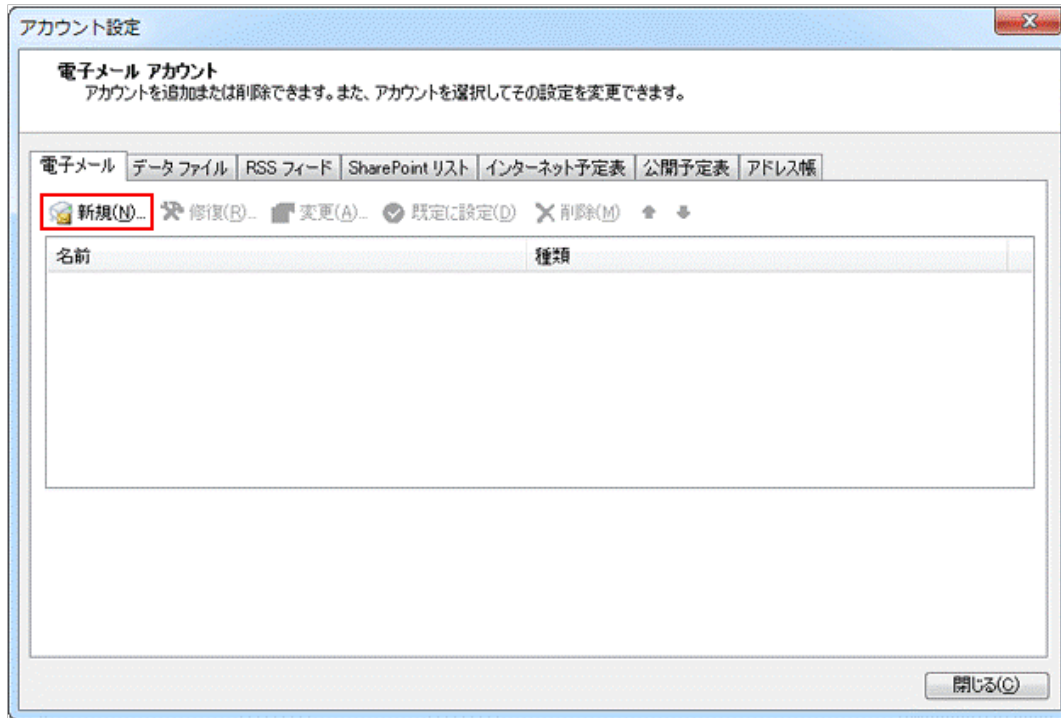 アカウント設定
電子メール アカウント
アカウントを追加または削除できます。また、アカウントを選択してその設定を変更できます。
電子メール データ ファイル RSS フィード SharePoint リスト インターネット予定表 公開予定表 アドレス帳
新規(N)... 修復(R)... 変更(A)... 既定に設定(D) 削除(M)
名前 種類
閉じる(C)